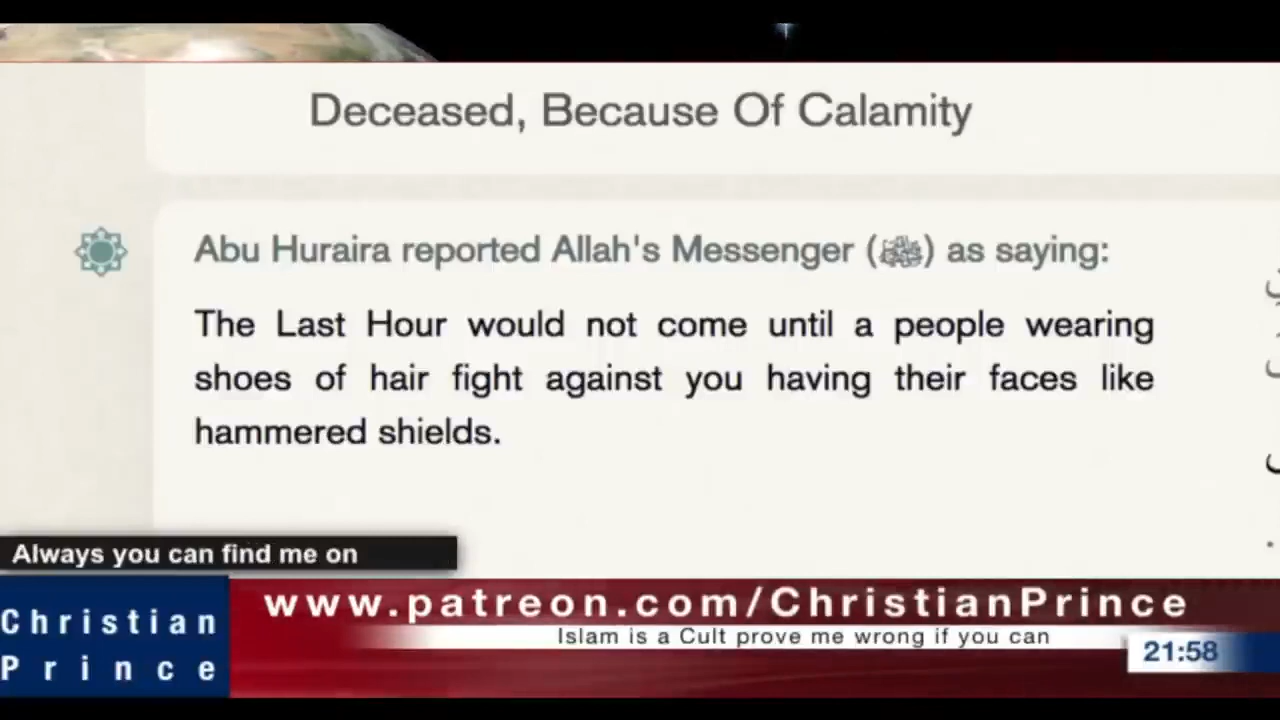 Deceased, Because Of Calamity
Abu Huraira reported Allah's Messenger (ﷺ) as saying:
The Last Hour would not come until a people wearing
shoes of hair fight against you having their faces like
hammered shields.
Always you can find me on
Christian
Prince
www.patreon.com/ChristianPrince
Islam is a Cult prove me wrong if you can
21:58